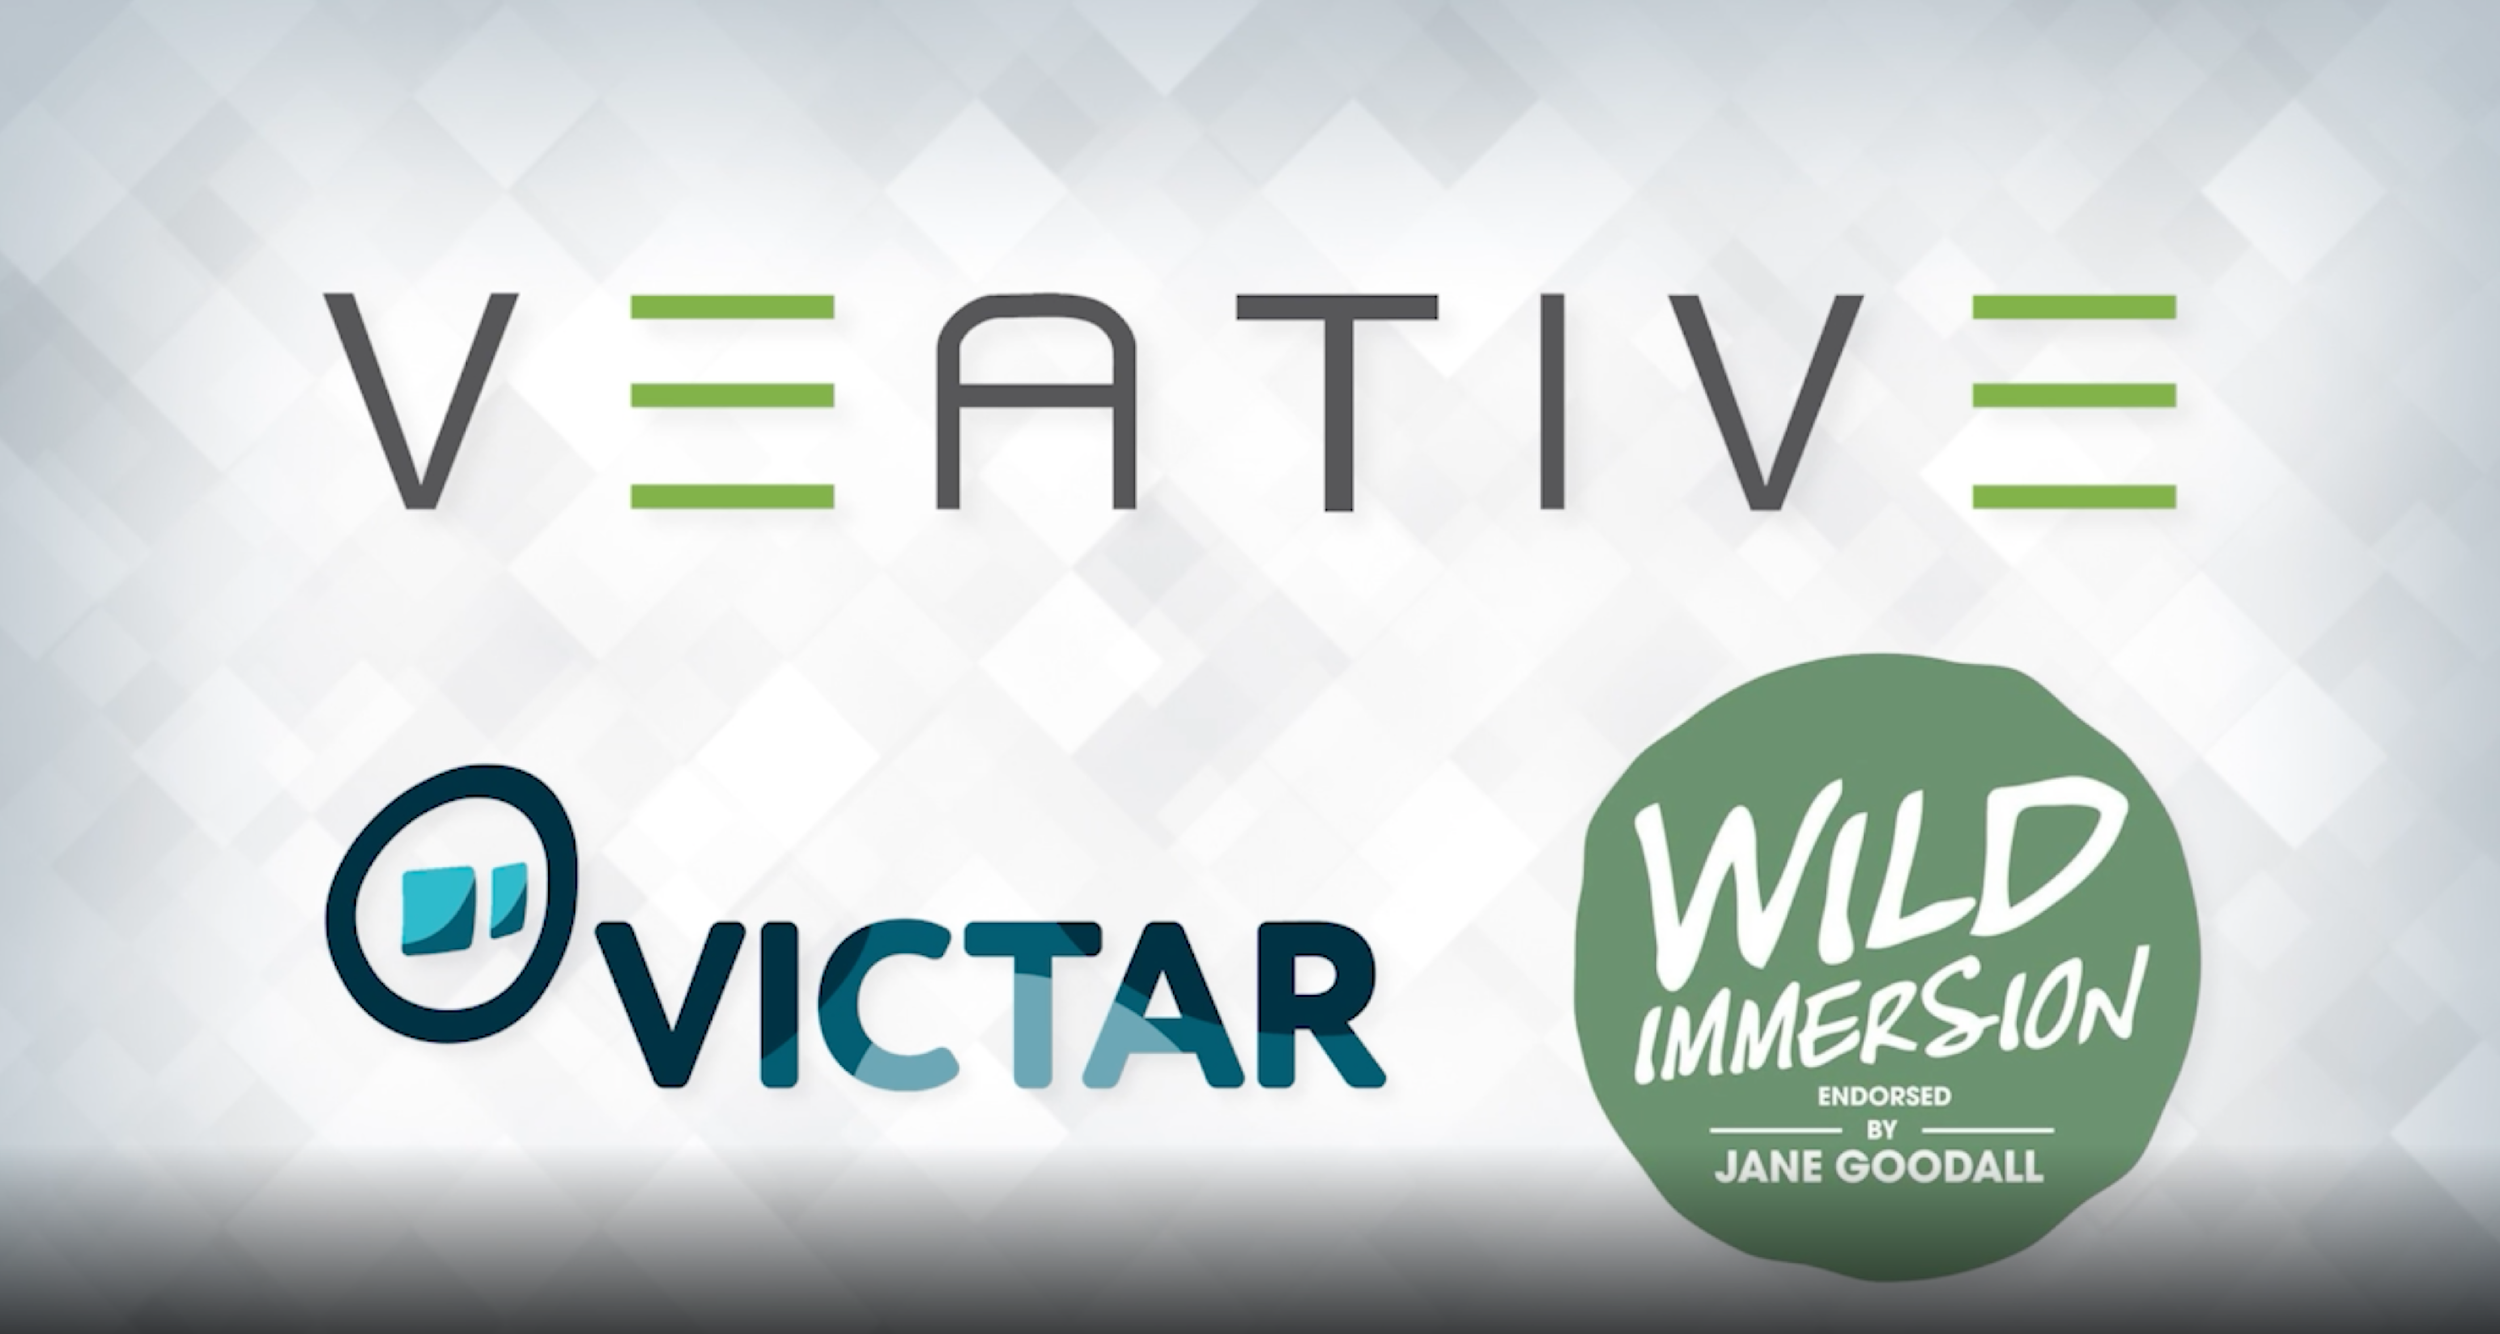 VEATIVE
VICTAR
WILD
IMMERSION
ENDORSED
BY
JANE GOODALL